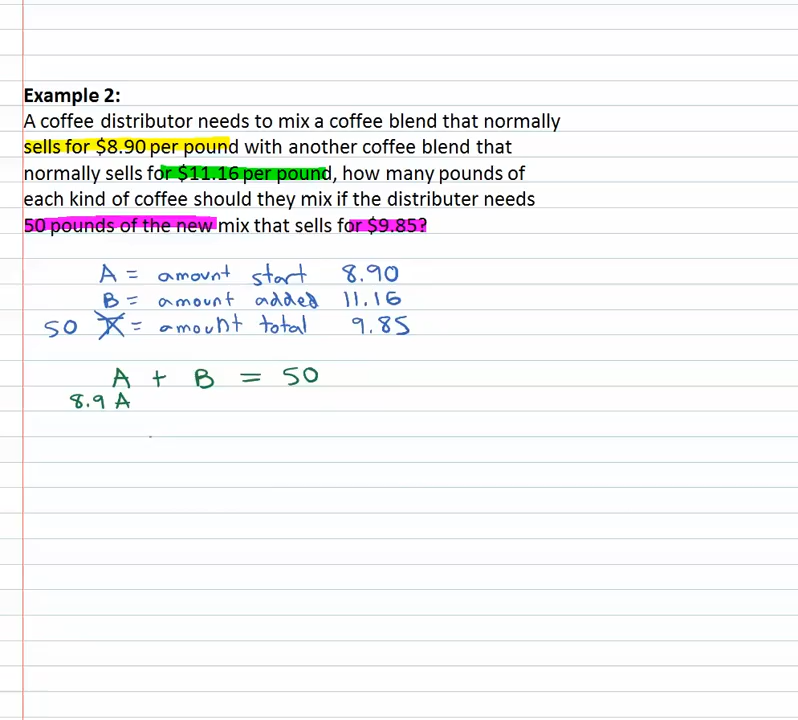 Example 2:
A coffee distributor needs to mix a coffee blend that normally
sells for $8.90 per pound with another coffee blend that
normally sells for $11.16 per pound, how many pounds of
each kind of coffee should they mix if the distributer needs
50 pounds of the new mix that sells for $9.85?
A = amount start 8.90
B = amount added 11.16
50 X = amount total 9.85
A + B = 50
8.9 A